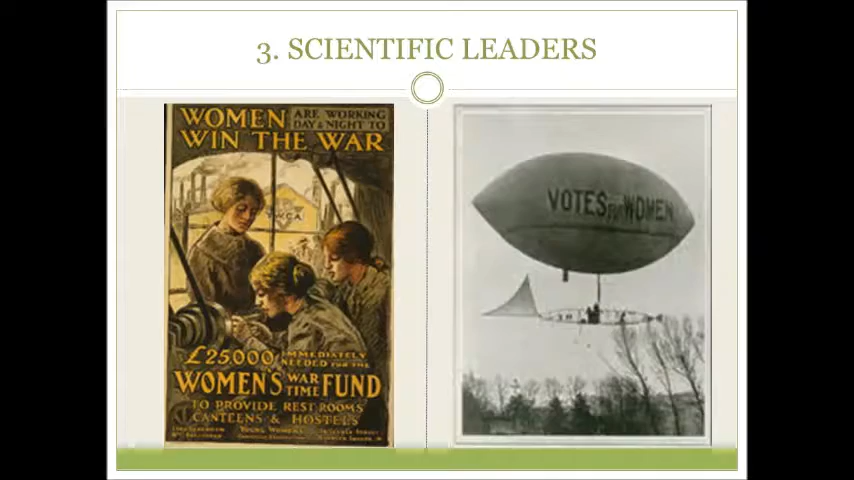 3. SCIENTIFIC LEADERS
WOMEN ARE WORKING
DAY & NIGHT TO
WIN THE WAR
YWCA
£25.000 IMMEDIATELY
NEEDED FOR THE
WOMEN'S WAR
TIME FUND
TO PROVIDE REST ROOMS
CANTEENS & HOSTELS
VOTES FOR WOMEN